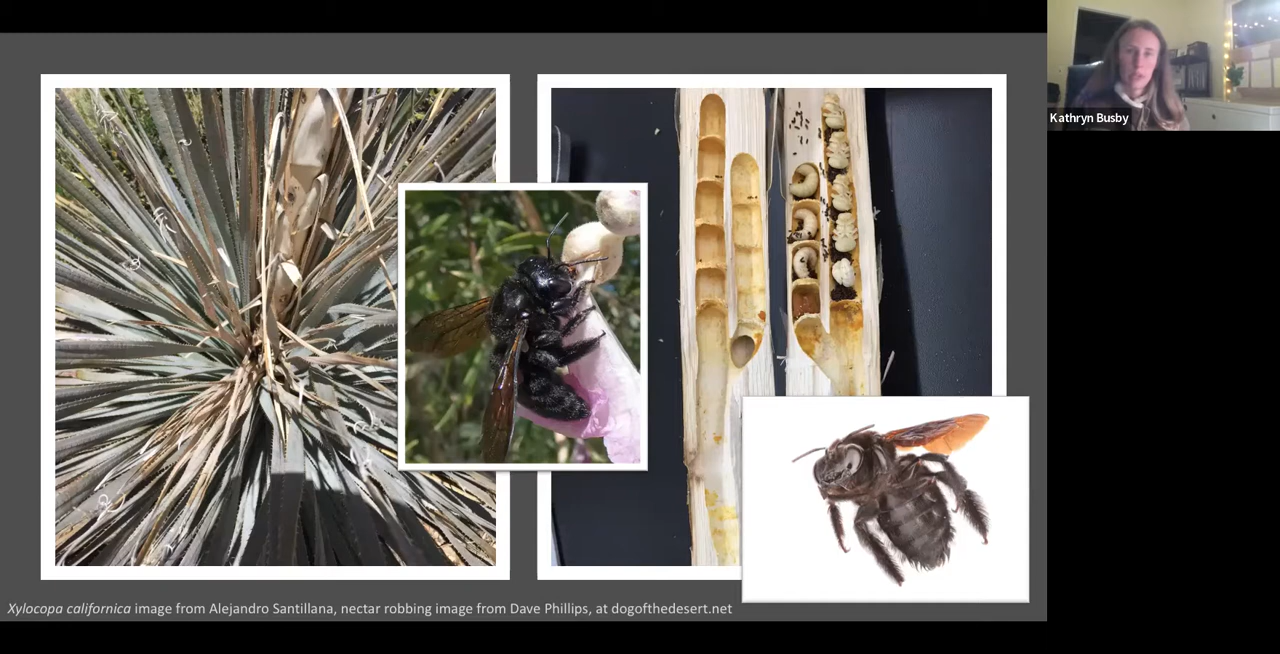 Kathryn Busby
Xylocopa californica image from Alejandro Santillana, nectar robbing image from Dave Phillips, at dogofthedesert.net